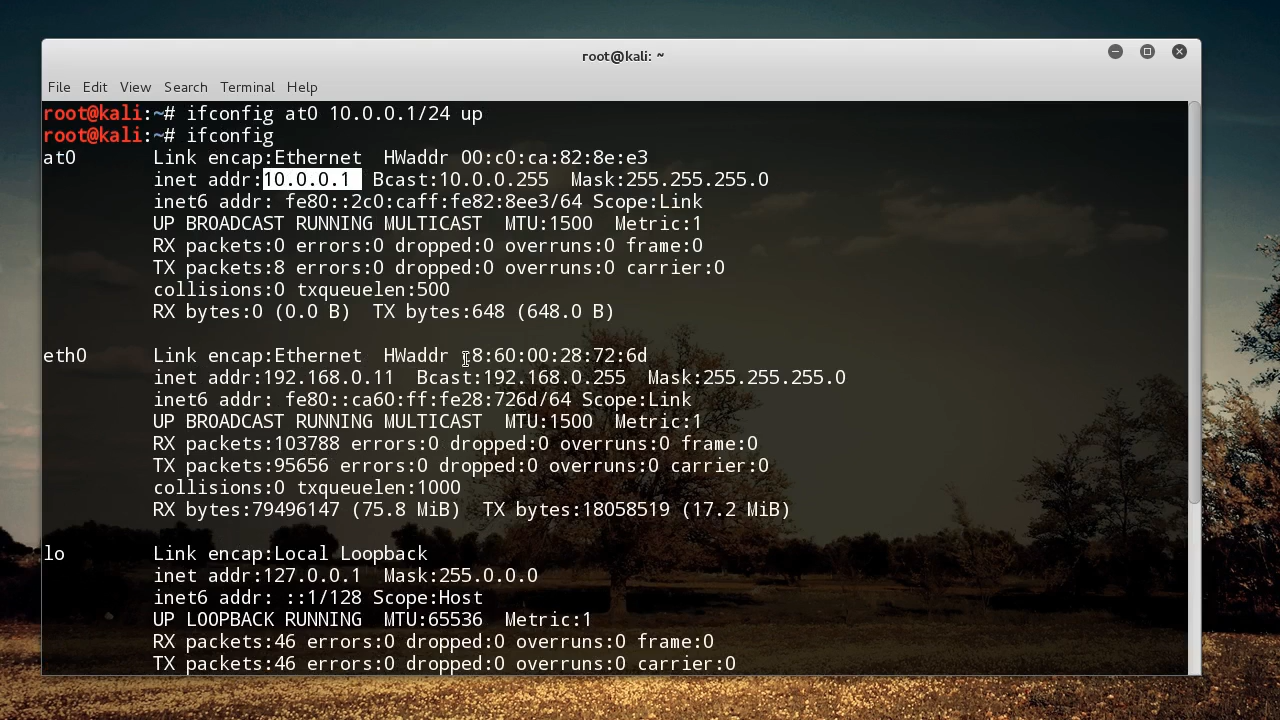 root@kali: ~
File Edit View Search Terminal Help
root@kali:~# ifconfig at0 10.0.0.1/24 up
root@kali:~# ifconfig
at0       Link encap:Ethernet  HWaddr 00:c0:ca:82:8e:e3
          inet addr:10.0.0.1  Bcast:10.0.0.255  Mask:255.255.255.0
          inet6 addr: fe80::2c0:caff:fe82:8ee3/64 Scope:Link
          UP BROADCAST RUNNING MULTICAST  MTU:1500  Metric:1
          RX packets:0 errors:0 dropped:0 overruns:0 frame:0
          TX packets:8 errors:0 dropped:0 overruns:0 carrier:0
          collisions:0 txqueuelen:500
          RX bytes:0 (0.0 B)  TX bytes:648 (648.0 B)
eth0      Link encap:Ethernet  HWaddr 8:60:00:28:72:6d
          inet addr:192.168.0.11  Bcast:192.168.0.255  Mask:255.255.255.0
          inet6 addr: fe80::ca60:ff:fe28:726d/64 Scope:Link
          UP BROADCAST RUNNING MULTICAST  MTU:1500  Metric:1
          RX packets:103788 errors:0 dropped:0 overruns:0 frame:0
          TX packets:95656 errors:0 dropped:0 overruns:0 carrier:0
          collisions:0 txqueuelen:1000
          RX bytes:79496147 (75.8 MiB)  TX bytes:18058519 (17.2 MiB)
lo        Link encap:Local Loopback
          inet addr:127.0.0.1  Mask:255.0.0.0
          inet6 addr: ::1/128 Scope:Host
          UP LOOPBACK RUNNING  MTU:65536  Metric:1
          RX packets:46 errors:0 dropped:0 overruns:0 frame:0
          TX packets:46 errors:0 dropped:0 overruns:0 carrier:0